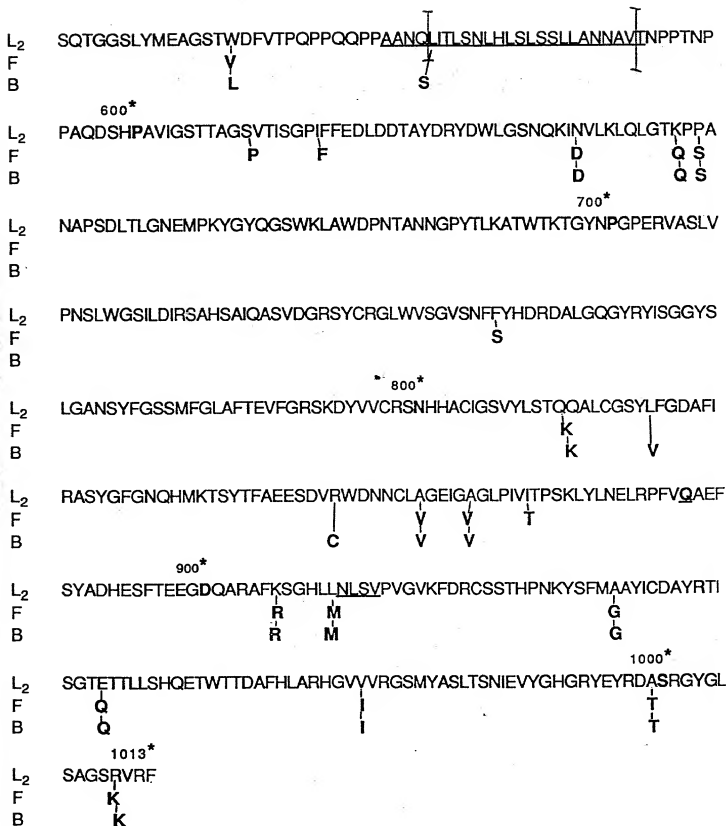 L2 SQTGGSLYMEAGSTWDFVTPQPPQQPPAANQLITLSNLHLSLSSLLANNAVTNPPTNP
F V
B L S
600*
L2 PAQDSHPAVIGSTTAGSVTISGPIFFEDLDDTAYDRYDWLGSNQKINVLKLQLGTKPPA
F P F D Q S
B D Q S
L2 NAPSDLTLGNEMPKYGYQGSWKLAWDPNTANNGPYTLKATWTKTGYNPGPERVASLV
700*
F
B
L2 PNSLWGSILDIRSAHSAIQASVDGRSYCRGLWVSGVSNFFYHDRDALGQGYRYISGGYS
F S
B
800*
L2 LGANSYFGSSMFGLAFTEVFGRSKDYVVCRSNHHACIGSVYLSTQQALCGSYLFGDAFI
F K
B K V
L2 RASYGFGNQHMKTSYTFAEESDVRWDNNCLAGEIGAGLPIVITPSKLYLNELRPFVQAEF
F V V T
B C V V
900*
L2 SYADHESFTEEGDQARAFKSGHLLNLSVPVGVKFDRCSSTHPNKYSFMAAYICDAYRTI
F R M G
B R M G
1000*
L2 SGTETTLLSHQETWTTDAFHLARHGVVVRGSMYASLTSNIEVYGHGRYEYRDASRGYGL
F Q I T
B Q I T
1013*
L2 SAGSRVRF
F K
B K